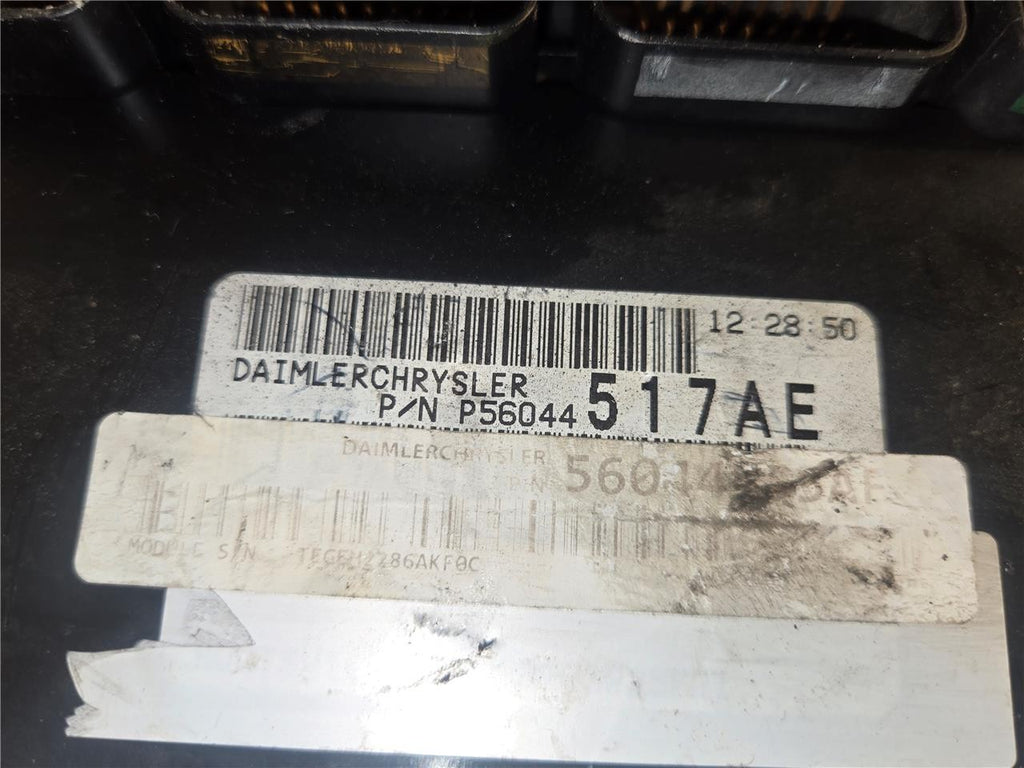 12 28 50
DAIMLERCHRYSLER
P/N P56044517AE
DAIMLERCHRYSLER
P/N
MODULE S/N